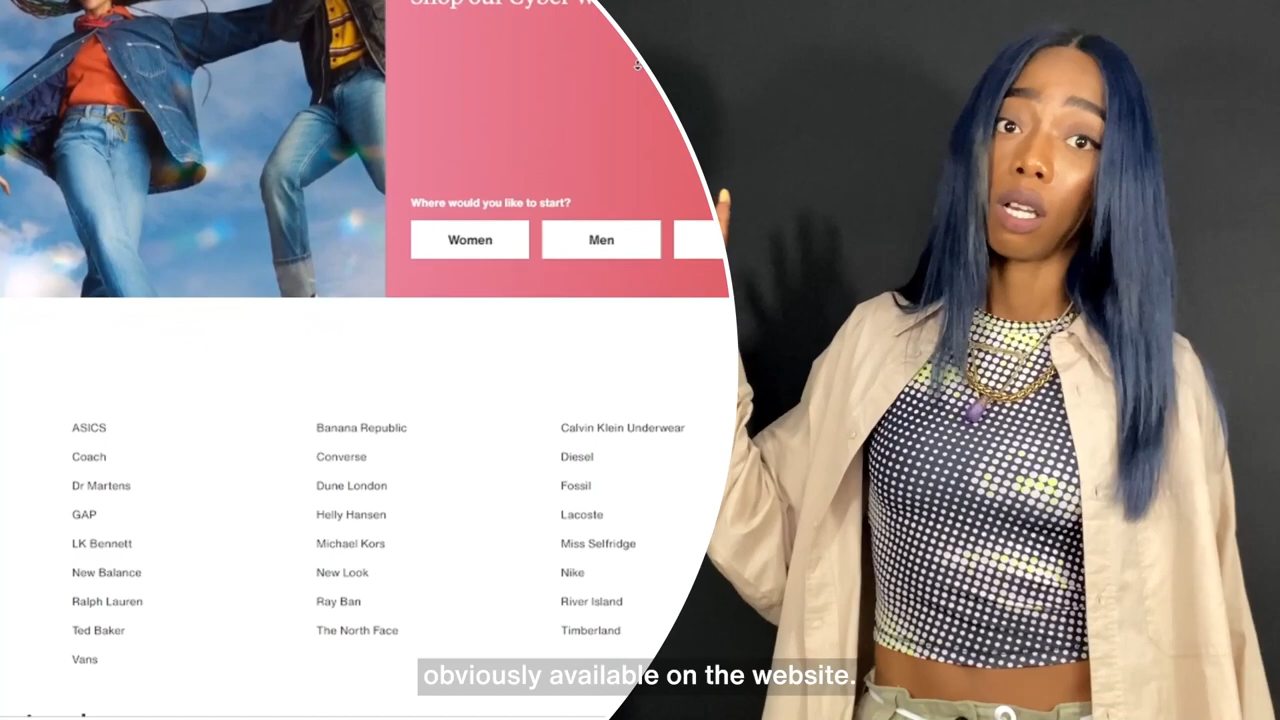 Where would you like to start?
Women Men
ASICS Banana Republic Calvin Klein Underwear
Coach Converse Diesel
Dr Martens Dune London Fossil
GAP Helly Hansen Lacoste
LK Bennett Michael Kors Miss Selfridge
New Balance New Look Nike
Ralph Lauren Ray Ban River Island
Ted Baker The North Face Timberland
Vans
obviously available on the website.